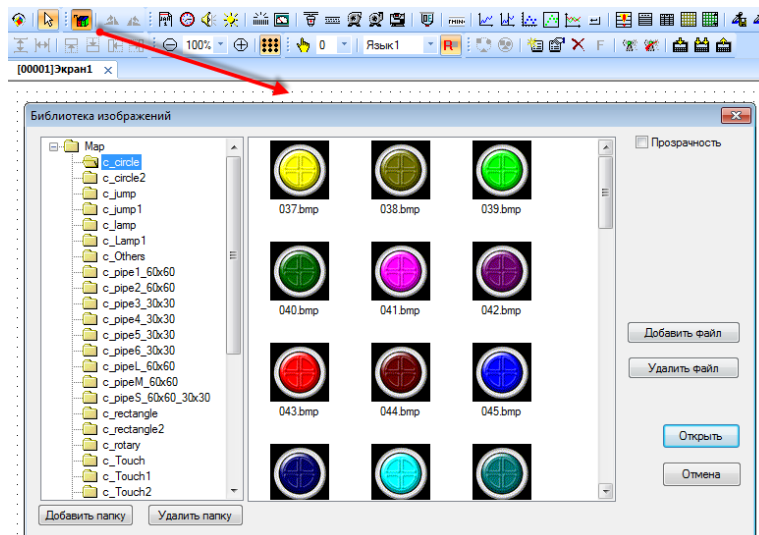 100%
0
Язык1
R
F
[00001]Экран1
Библиотека изображений
Map
c_circle
c_circle2
c_jump
c_jump1
c_lamp
c_Lamp1
c_Others
c_pipe1_60x60
c_pipe2_60x60
c_pipe3_30x30
c_pipe4_30x30
c_pipe5_30x30
c_pipe6_30x30
c_pipeL_60x60
c_pipeM_60x60
c_pipeS_60x60_30x30
c_rectangle
c_rectangle2
c_rotary
c_Touch
c_Touch1
c_Touch2
Добавить папку Удалить папку
037.bmp 038.bmp 039.bmp
040.bmp 041.bmp 042.bmp
043.bmp 044.bmp 045.bmp
Прозрачность
Добавить файл
Удалить файл
Открыть
Отмена